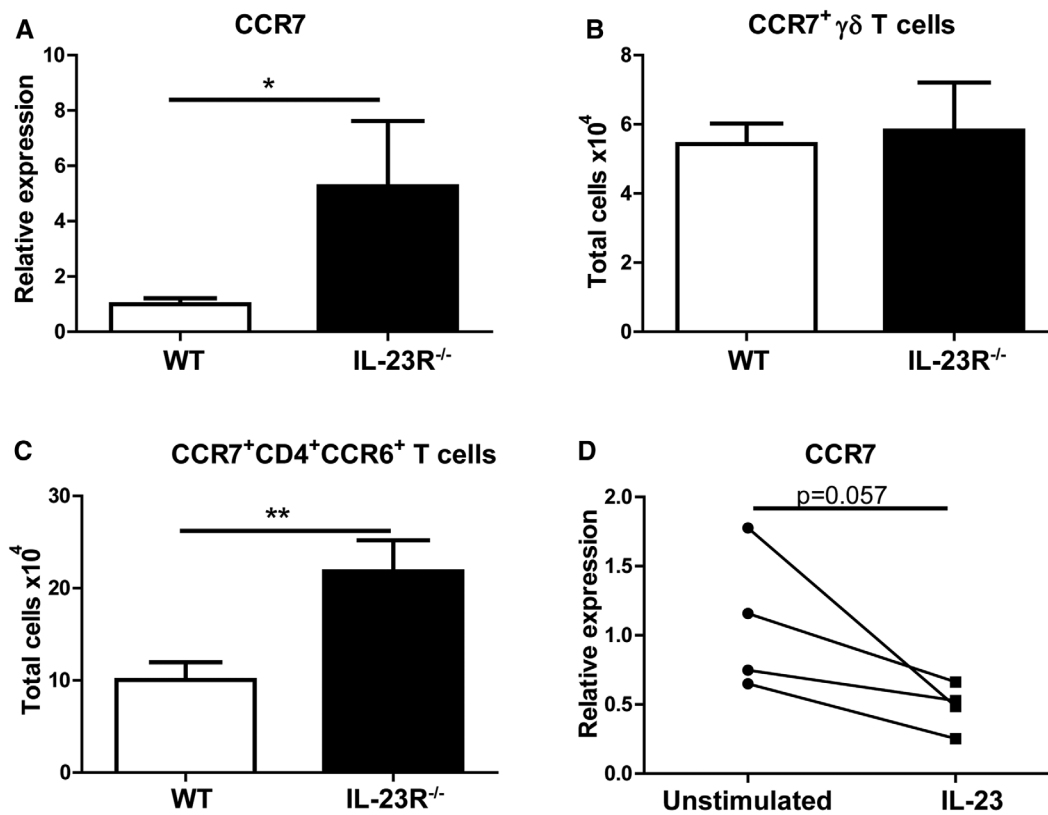 A
CCR7
10
8
6
4
2
0
Relative expression
*
WT
IL-23R-/-
B
CCR7+ γδ T cells
8
6
4
2
0
Total cells x10^4
WT
IL-23R-/-
C
CCR7+CD4+CCR6+ T cells
30
20
10
0
Total cells x10^4
**
WT
IL-23R-/-
D
CCR7
p=0.057
2.0
1.5
1.0
0.5
0.0
Relative expression
Unstimulated
IL-23